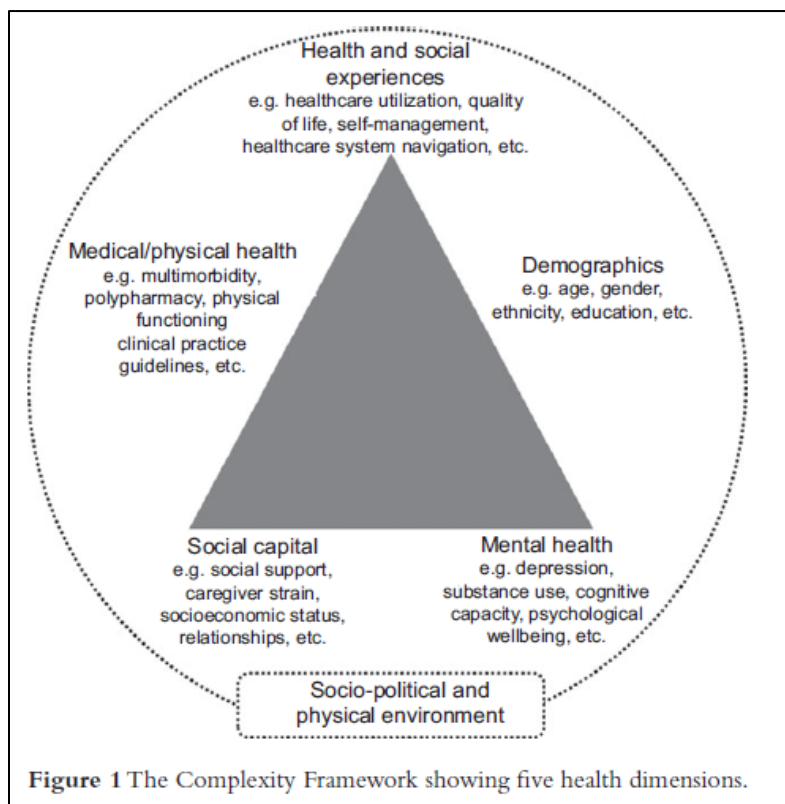 Health and social
experiences
e.g. healthcare utilization, quality
of life, self-management,
healthcare system navigation, etc.
Medical/physical health
e.g. multimorbidity,
polypharmacy, physical
functioning
clinical practice
guidelines, etc.
Demographics
e.g. age, gender,
ethnicity, education, etc.
Social capital
e.g. social support,
caregiver strain,
socioeconomic status,
relationships, etc.
Mental health
e.g. depression,
substance use, cognitive
capacity, psychological
wellbeing, etc.
Socio-political and
physical environment
Figure 1 The Complexity Framework showing five health dimensions.